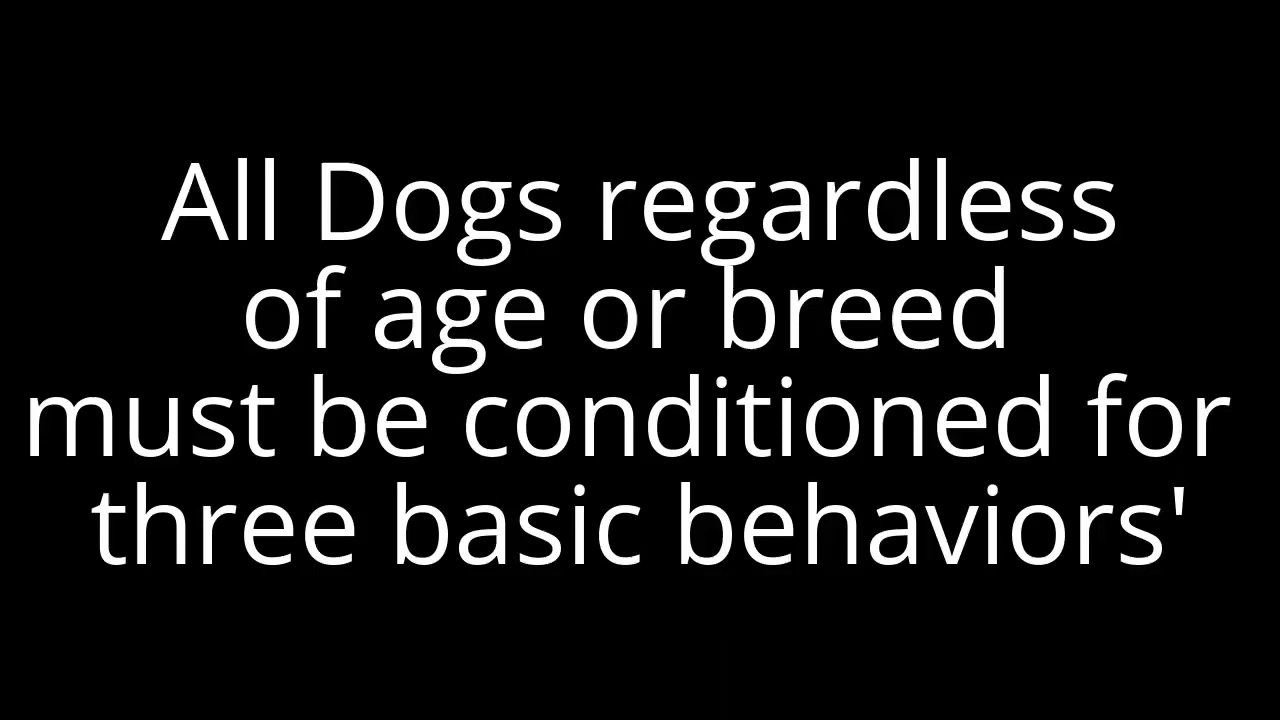 All Dogs regardless
of age or breed
must be conditioned for
three basic behaviors'